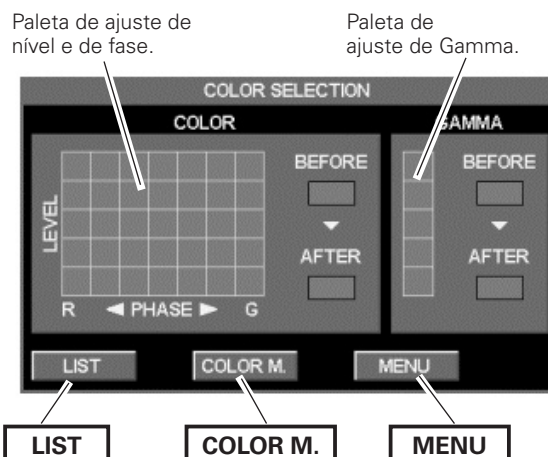 Paleta de ajuste de
nível e de fase.
Paleta de
ajuste de Gamma.
COLOR SELECTION
COLOR
GAMMA
BEFORE
BEFORE
LEVEL
AFTER
AFTER
R ◄ PHASE ► G
LIST
COLOR M.
MENU
LIST
COLOR M.
MENU